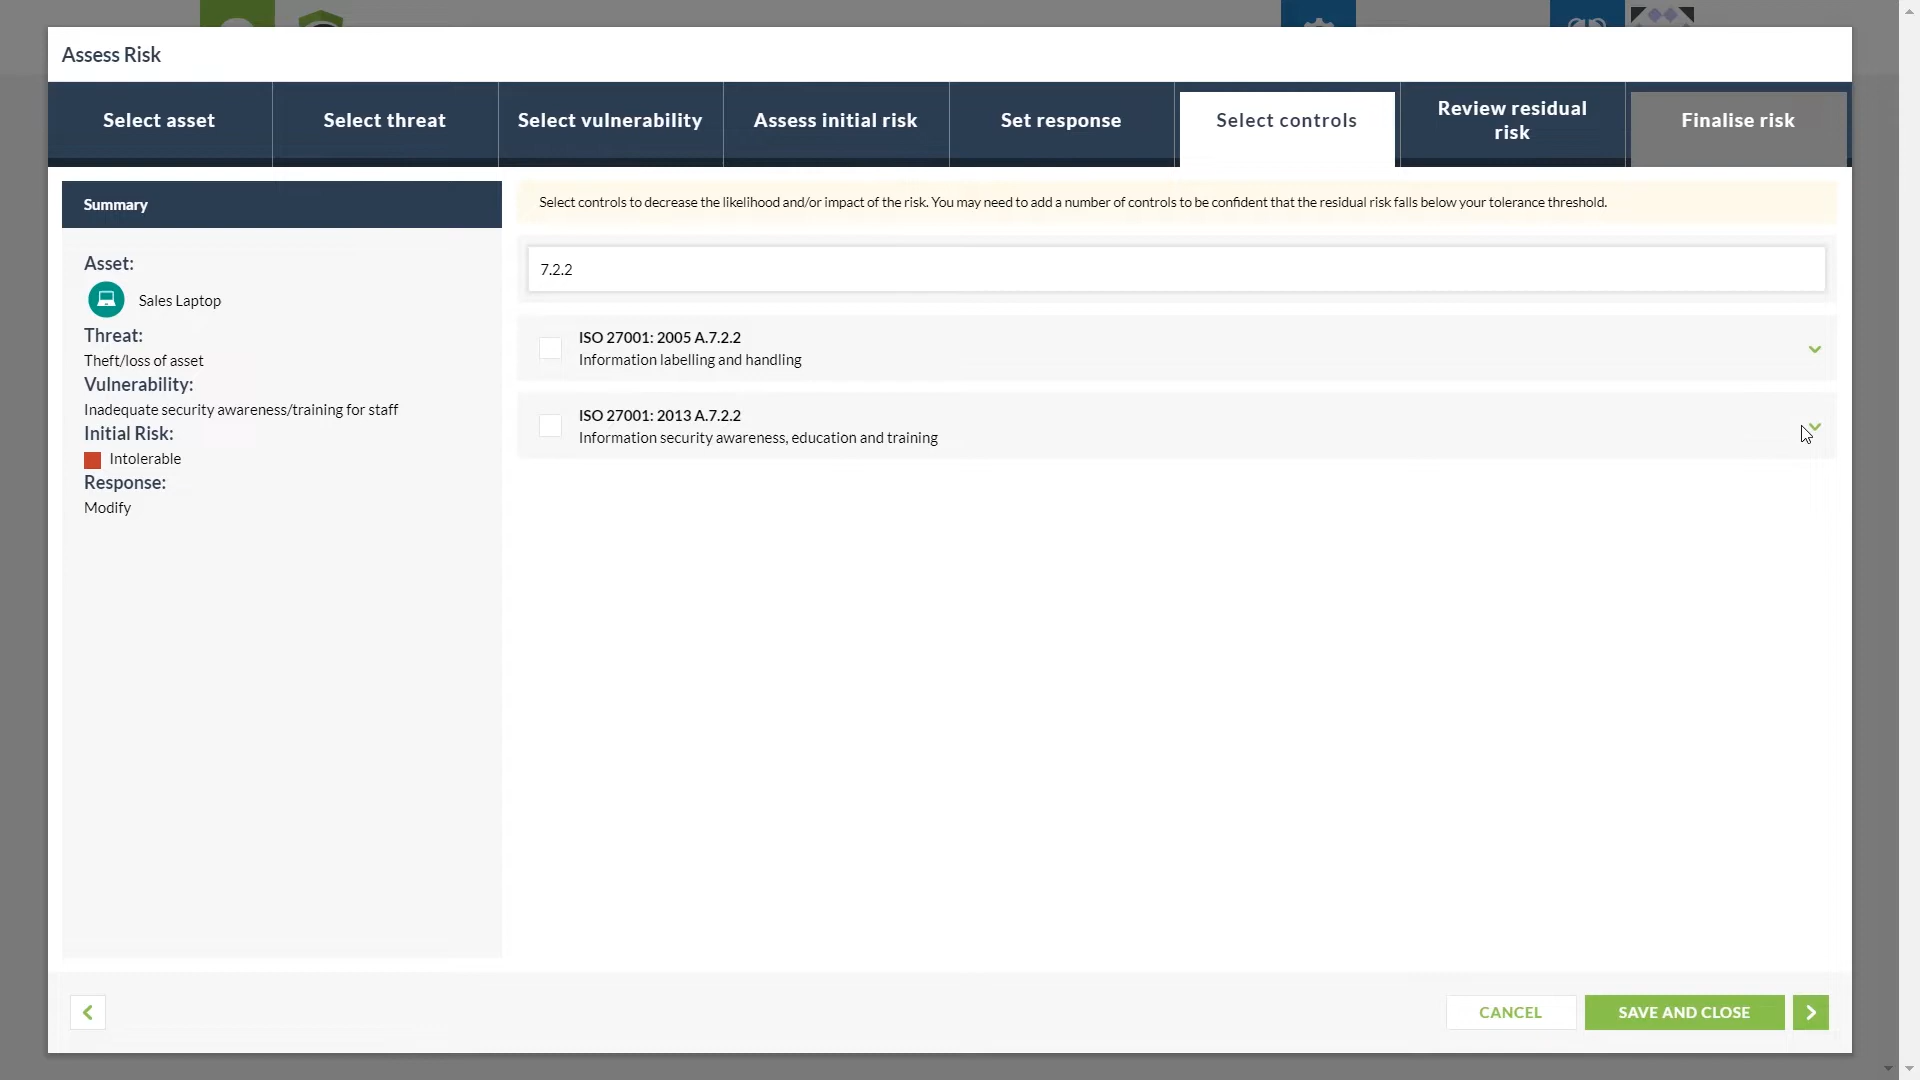 Assess Risk
Select asset
Select threat
Select vulnerability
Assess initial risk
Set response
Select controls
Review residual
risk
Finalise risk
Summary
Asset:
Sales Laptop
Threat:
Theft/loss of asset
Vulnerability:
Inadequate security awareness/training for staff
Initial Risk:
Intolerable
Response:
Modify
Select controls to decrease the likelihood and/or impact of the risk. You may need to add a number of controls to be confident that the residual risk falls below your tolerance threshold.
7.2.2
ISO 27001: 2005 A.7.2.2
Information labelling and handling
ISO 27001: 2013 A.7.2.2
Information security awareness, education and training
CANCEL
SAVE AND CLOSE